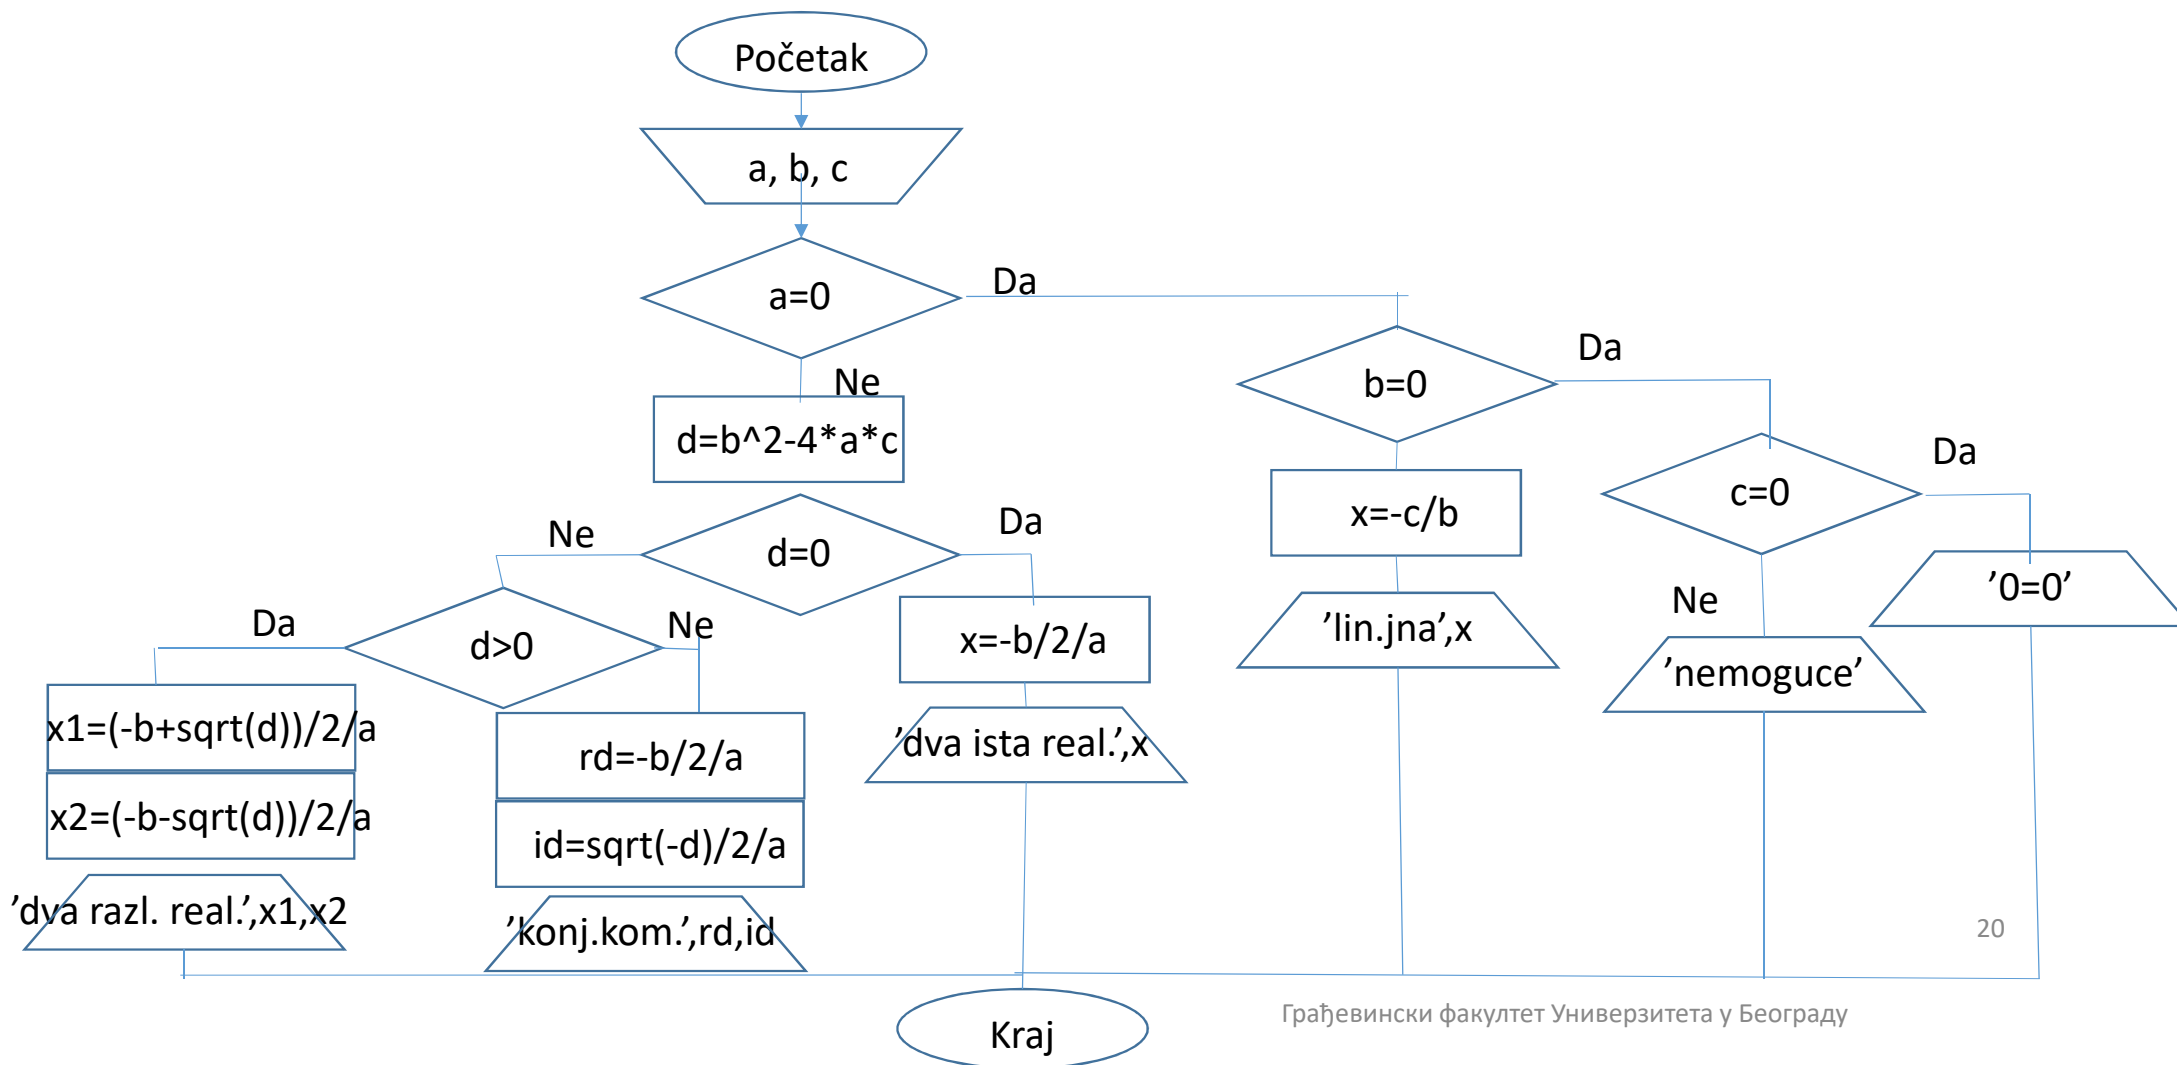 Početak
a, b, c
a=0
Da
Ne
b=0
Da
d=b^2-4*a*c
c=0
Da
x=-c/b
d=0
Ne
Da
’0=0’
Ne
’lin.jna’,x
x=-b/2/a
d>0
Da
Ne
’nemoguce’
x1=(-b+sqrt(d))/2/a
rd=-b/2/a
’dva ista real.’,x
x2=(-b-sqrt(d))/2/a
id=sqrt(-d)/2/a
’dva razl. real.’,x1,x2
’konj.kom.’,rd,id
20
Грађевински факултет Универзитета у Београду
Kraj